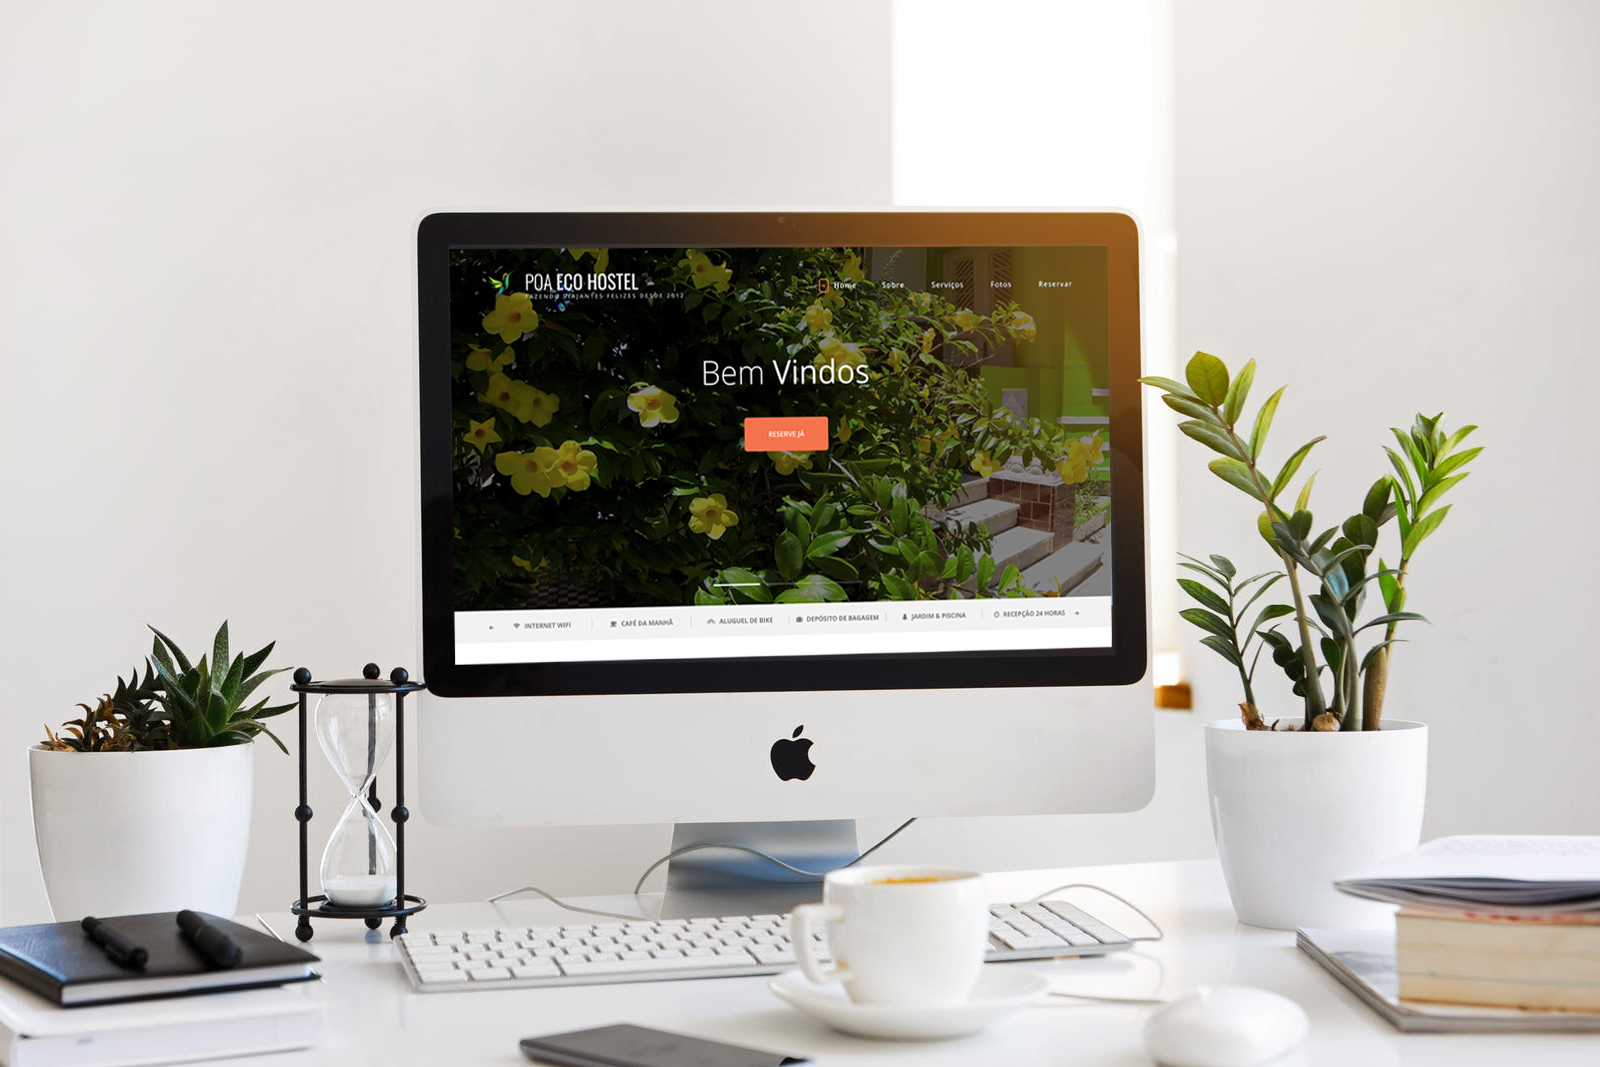 POA ECO HOSTEL
FAZENDO VIAJANTES FELIZES DESDE 2012
Home Sobre Serviços Fotos Reservar
Bem Vindos
RESERVE JÁ
INTERNET WIFI CAFÉ DA MANHÃ ALUGUEL DE BIKE DEPÓSITO DE BAGAGEM JARDIM & PISCINA RECEPÇÃO 24 HORAS